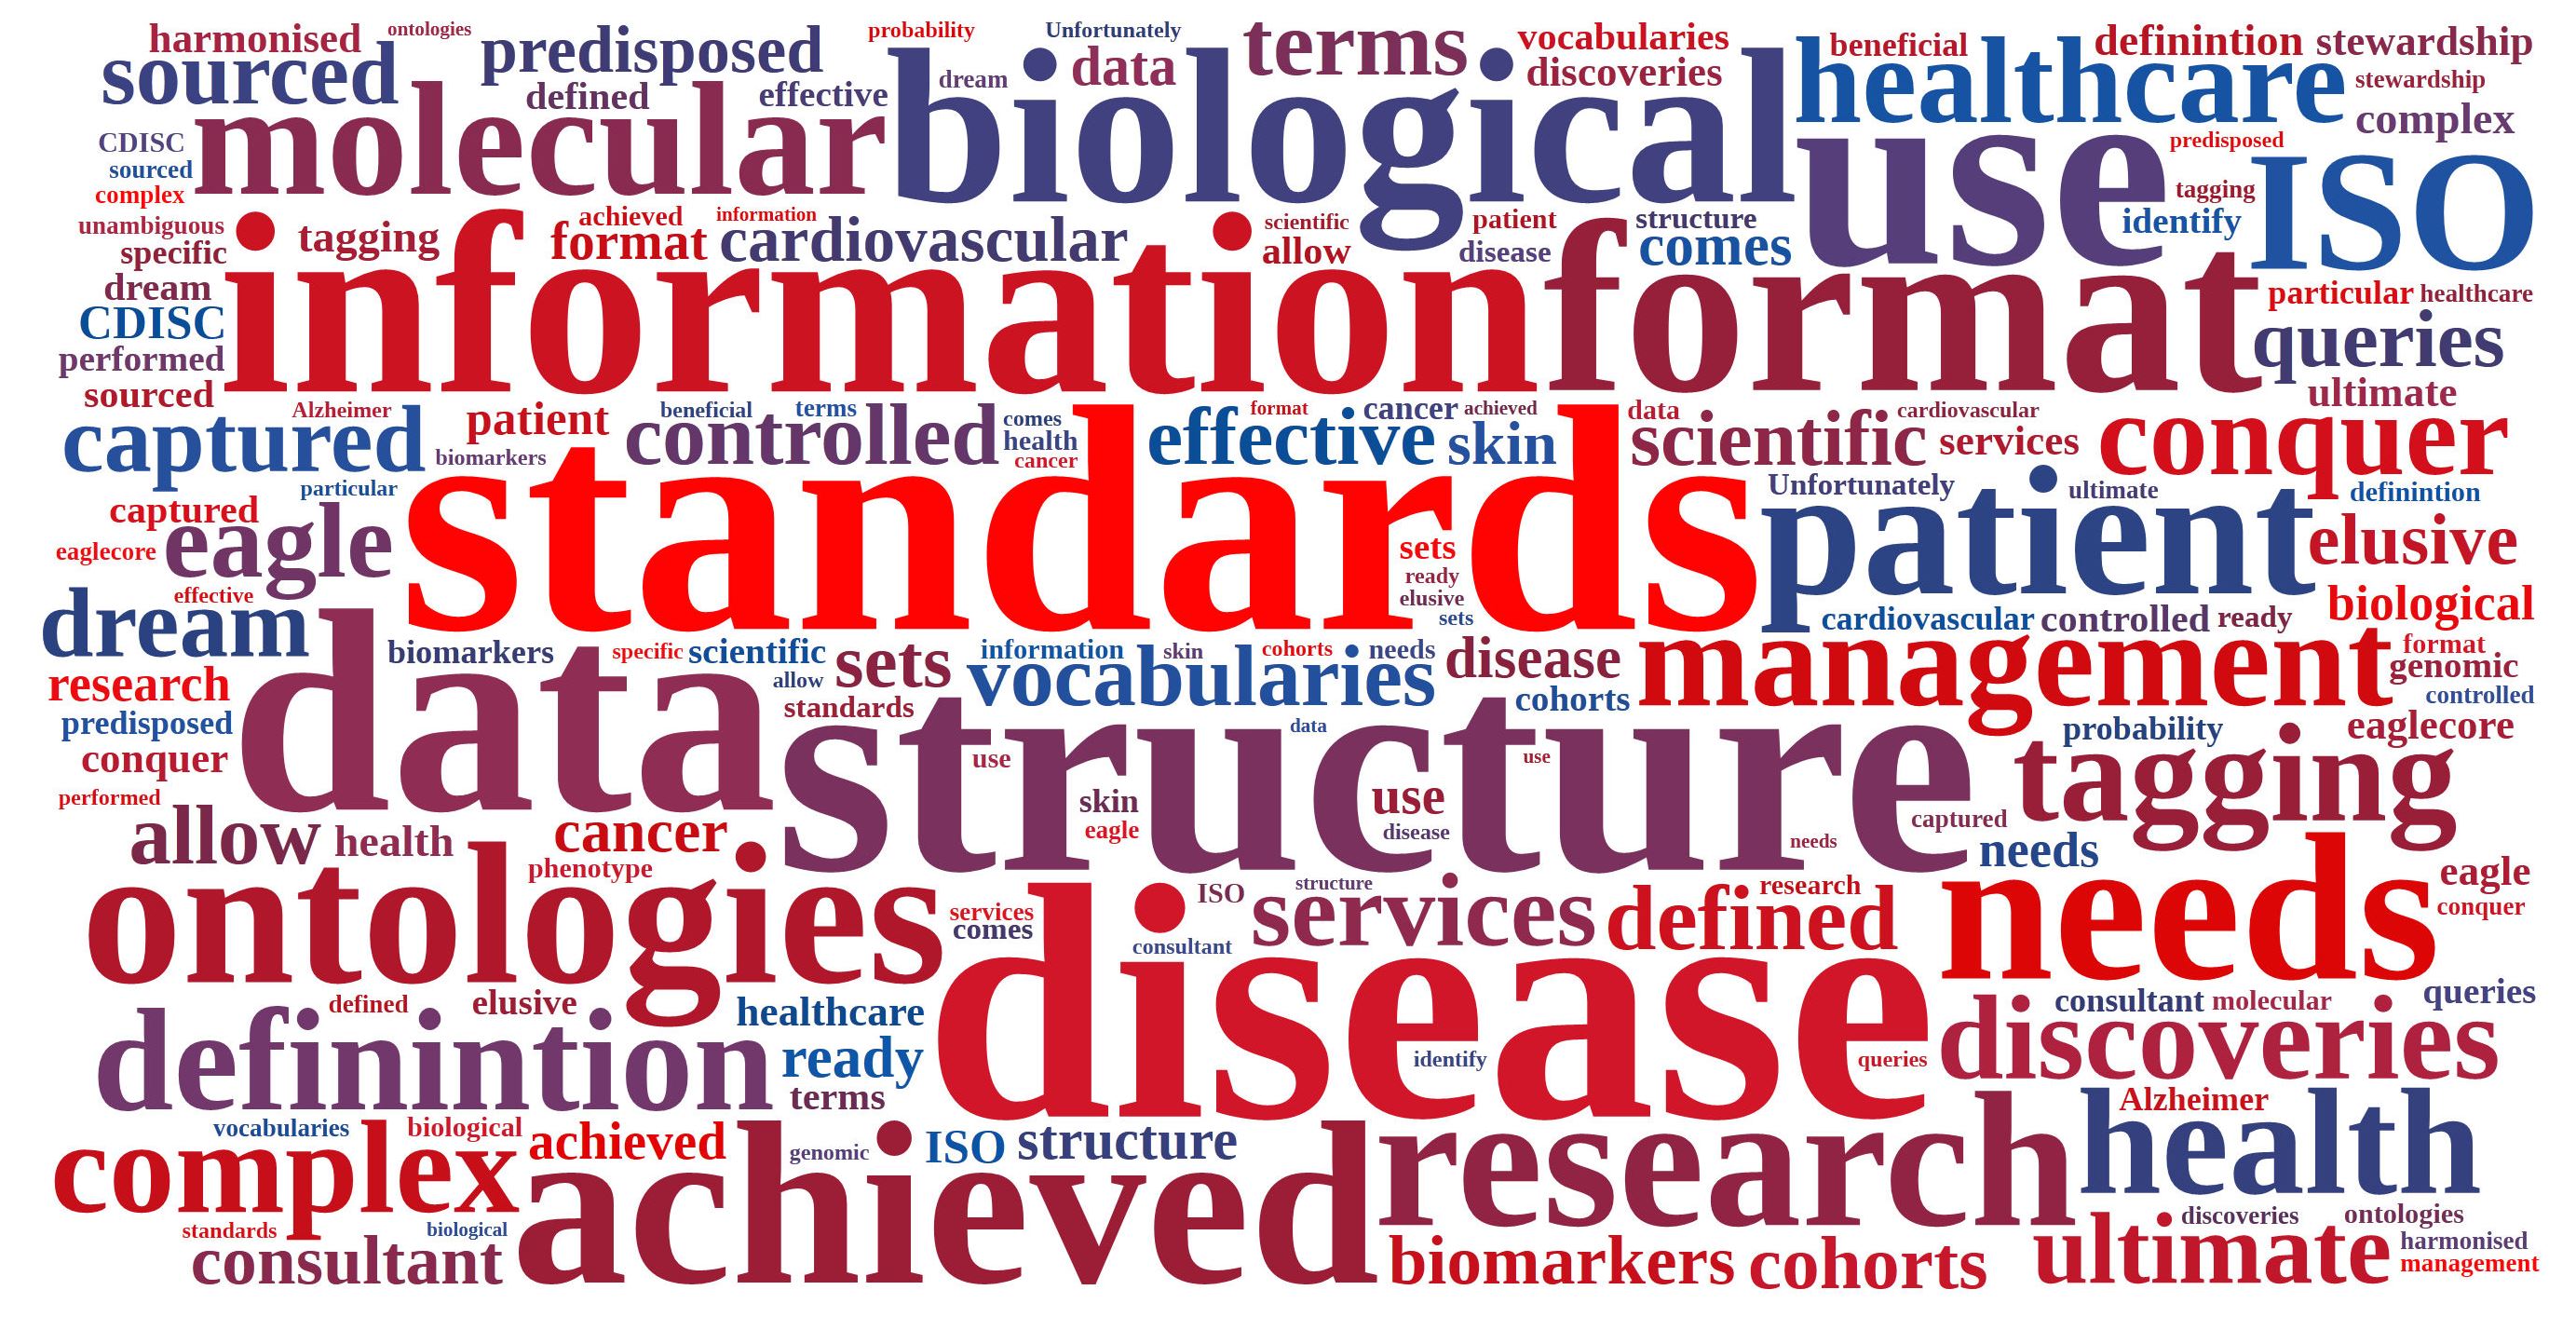 harmonised ontologies predisposed probability Unfortunately terms vocabularies beneficial definintion stewardship
sourced defined effective dream data discoveries healthcare stewardship
molecular biological use complex
CDISC predisposed
sourced tagging ISO
complex identify
unambiguous tagging achieved information scientific patient structure
specific format cardiovascular allow disease comes
dream information format particular healthcare
CDISC queries
performed
sourced ultimate
Alzheimer patient beneficial terms comes format cancer achieved data cardiovascular
captured controlled health effective skin scientific services conquer
biomarkers cancer
particular Unfortunately ultimate definintion
captured standards patient elusive
eagle sets
eaglecore ready
effective elusive biological
dream sets cardiovascular controlled ready
biomarkers specific scientific sets information skin cohorts needs disease management format
research allow vocabularies genomic
predisposed standards cohorts controlled
data data probability eaglecore
conquer structure use use tagging
performed skin use
allow health cancer eagle disease needs captured needs
phenotype eagle
ontologies services ISO structure services defined research needs conquer
comes consultant
defined elusive healthcare disease consultant molecular queries
definintion ready identify queries discoveries
terms Alzheimer
vocabularies biological achieved genomic ISO structure research health
complex achieved
standards biological discoveries ontologies
consultant biomarkers cohorts ultimate harmonised
management